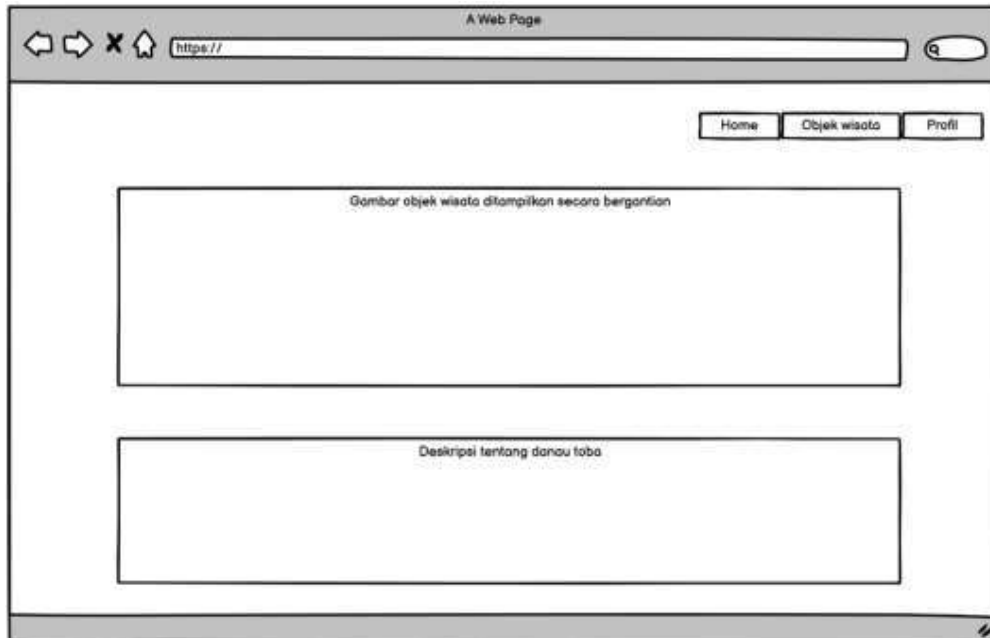 A Web Page
https://
Home Objek wisata Profil
Gambar objek wisata ditampilkan secara bergantian
Deskripsi tentang danau toba